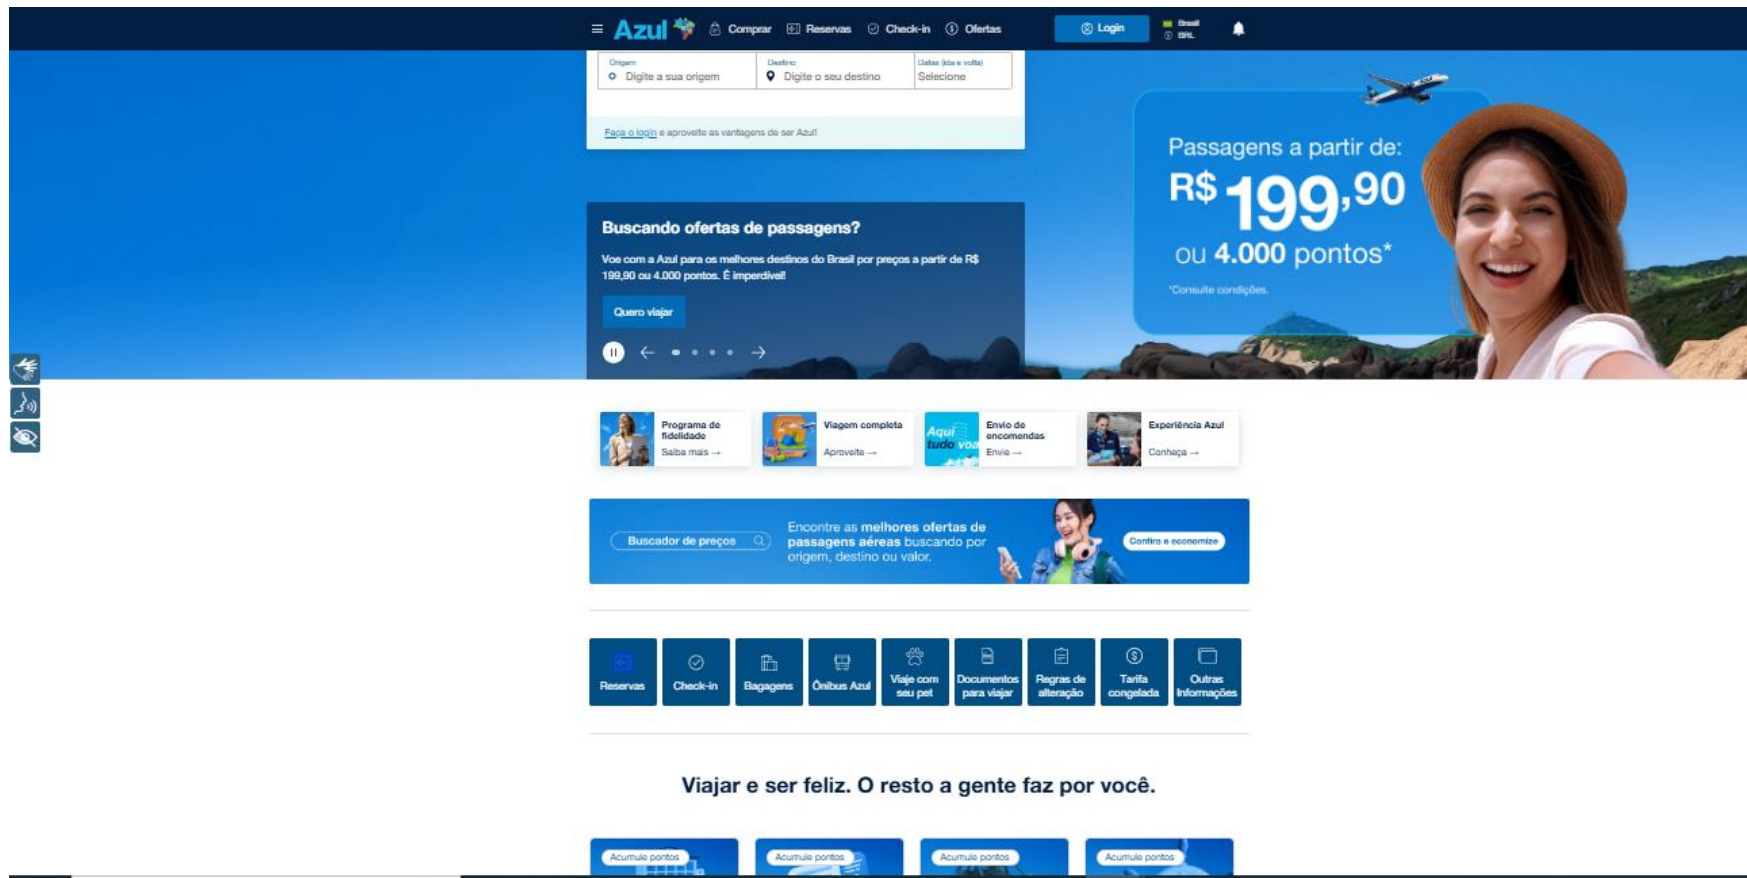 Azul
Comprar
Reservas
Check-in
Ofertas
Login
Brasil
BRL
Origem
Digite a sua origem
Destino
Digite o seu destino
Datas (ida e volta)
Selecione
Faça o login e aproveite as vantagens de ser Azul!
Buscando ofertas de passagens?
Voe com a Azul para os melhores destinos do Brasil por preços a partir de R$
199,90 ou 4.000 pontos. É imperdível!
Quero viajar
Passagens a partir de:
R$ 199,90
ou 4.000 pontos*
*Consulte condições.
Programa de
fidelidade
Saiba mais →
Viagem completa
Aproveite →
Aqui
tudo voa
Envio de
encomendas
Envie →
Experiência Azul
Conheça →
Buscador de preços
Encontre as melhores ofertas de
passagens aéreas buscando por
origem, destino ou valor.
Confira e economize
Reservas
Check-in
Bagagens
Ônibus Azul
Viaje com
seu pet
Documentos
para viajar
Regras de
alteração
Tarifa
congelada
Outras
Informações
Viajar e ser feliz. O resto a gente faz por você.
Acumule pontos
Acumule pontos
Acumule pontos
Acumule pontos